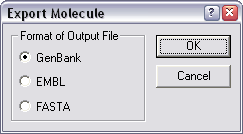 Export Molecule
Format of Output File
GenBank
EMBL
FASTA
OK
Cancel